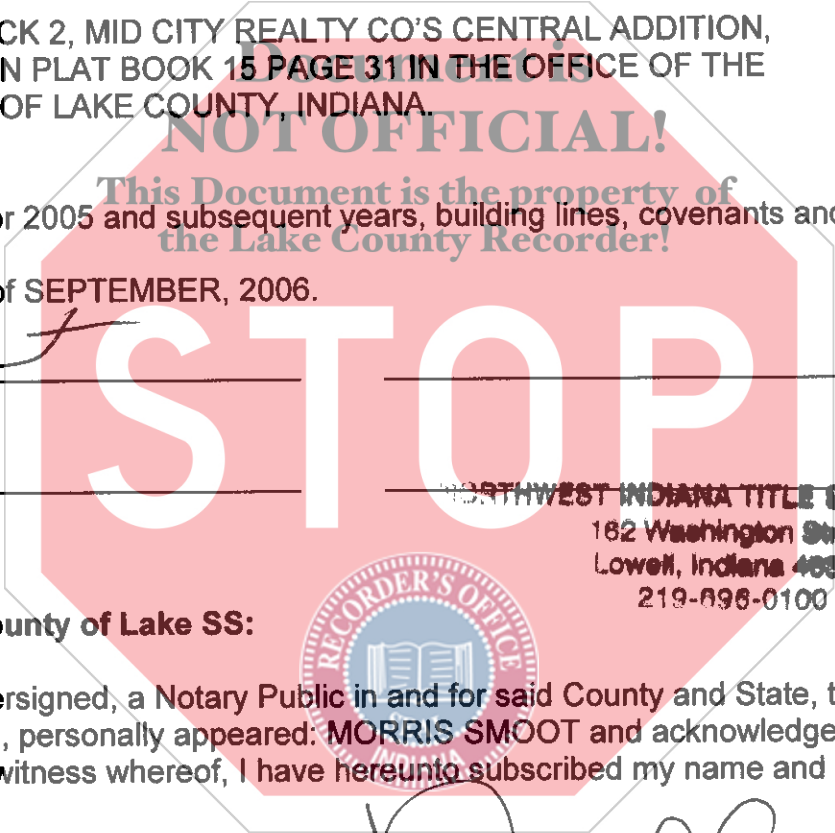 CK 2, MID CITY REALTY CO'S CENTRAL ADDITION,
Document is
N PLAT BOOK 15 PAGE 31 IN THE OFFICE OF THE
OF LAKE COUNTY, INDIANA.
NOT OFFICIAL!
This Document is the property of
r 2005 and subsequent years, building lines, covenants and
the Lake County Recorder!
of SEPTEMBER, 2006.
STOP
NORTHWEST INDIANA TITLE
162 Washington
Lowell, Indiana
219-696-0100
RECORDER'S OFFICE
unty of Lake SS:
ersigned, a Notary Public in and for said County and State, t
, personally appeared: MORRIS SMOOT and acknowledge
INDIANA
witness whereof, I have hereunto subscribed my name and